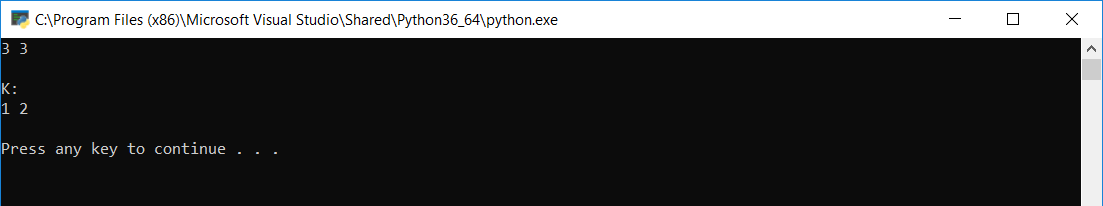 C:\Program Files (x86)\Microsoft Visual Studio\Shared\Python36_64\python.exe
3 3
K:
1 2
Press any key to continue . . .